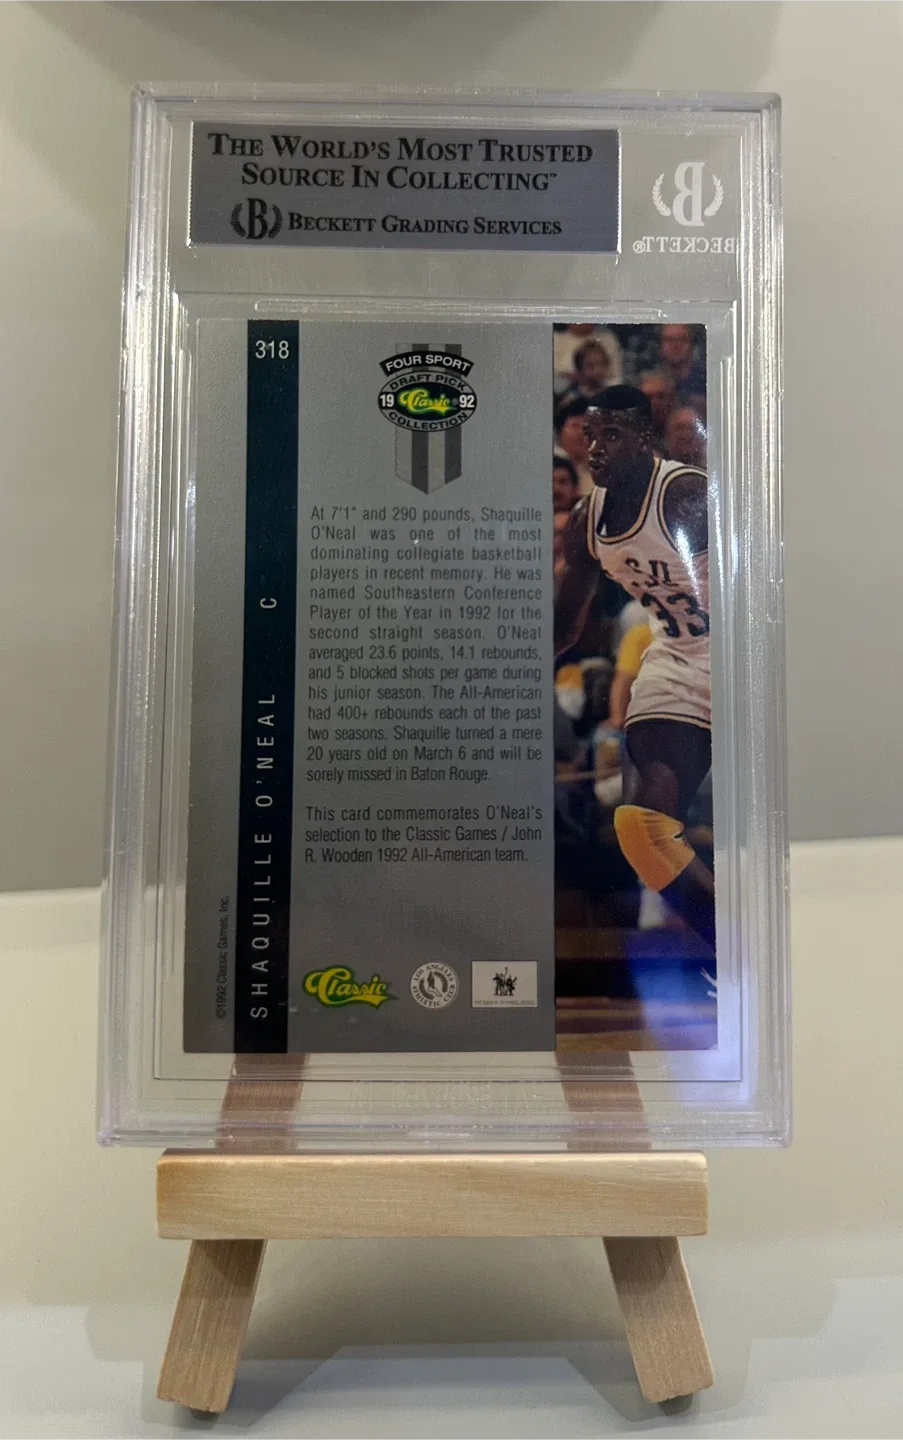 THE WORLD'S MOST TRUSTED
SOURCE IN COLLECTING™
B BECKETT GRADING SERVICES
B
BECKETT®
318
FOUR SPORT
DRAFT PICK
19 Classic® 92
COLLECTION
At 7'1" and 290 pounds, Shaquille
O'Neal was one of the most
dominating collegiate basketball
players in recent memory. He was
named Southeastern Conference
Player of the Year in 1992 for the
second straight season. O'Neal
averaged 23.6 points, 14.1 rebounds,
and 5 blocked shots per game during
his junior season. The All-American
had 400+ rebounds each of the past
two seasons. Shaquille turned a mere
20 years old on March 6 and will be
sorely missed in Baton Rouge.
This card commemorates O'Neal's
selection to the Classic Games / John
R. Wooden 1992 All-American team.
SHAQUILLE O'NEAL C
©1992 Classic Games, Inc.
Classic
LOS ANGELES
ATHLETIC CLUB
33